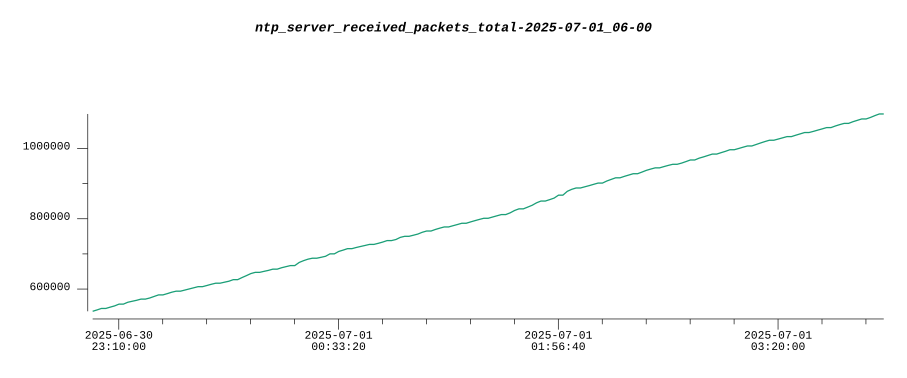 ntp_server_received_packets_total-2025-07-01_06-00
1000000
800000
600000
2025-06-30 2025-07-01 2025-07-01 2025-07-01
23:10:00 00:33:20 01:56:40 03:20:00